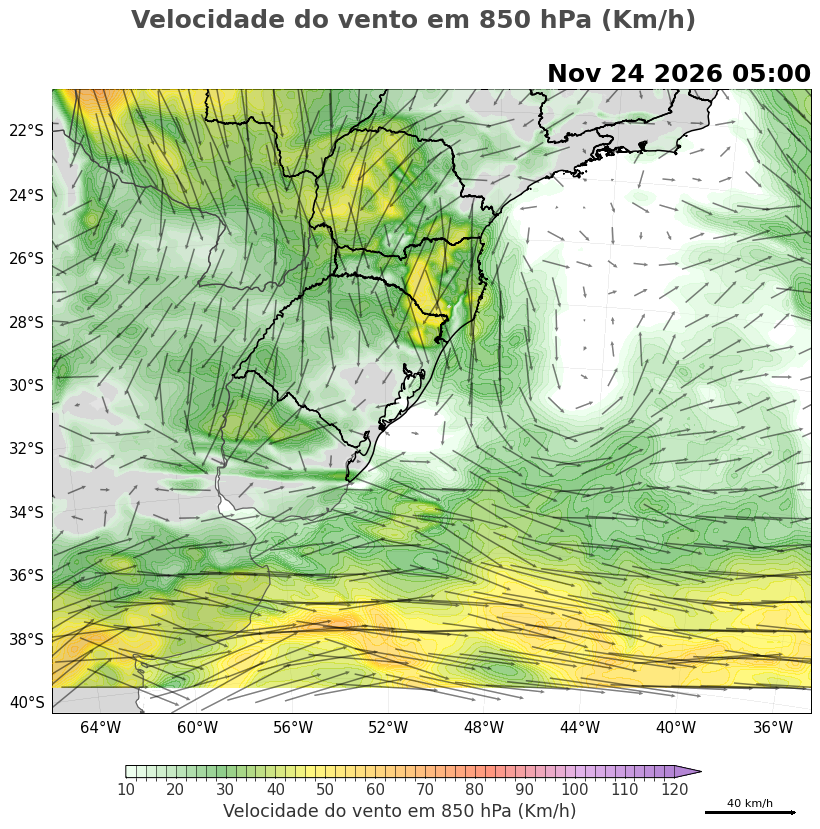 Velocidade do vento em 850 hPa (Km/h)
Nov 24 2026 05:00
22°S
24°S
26°S
28°S
30°S
32°S
34°S
36°S
38°S
40°S
64°W 60°W 56°W 52°W 48°W 44°W 40°W 36°W
10 20 30 40 50 60 70 80 90 100 110 120
Velocidade do vento em 850 hPa (Km/h)
40 km/h